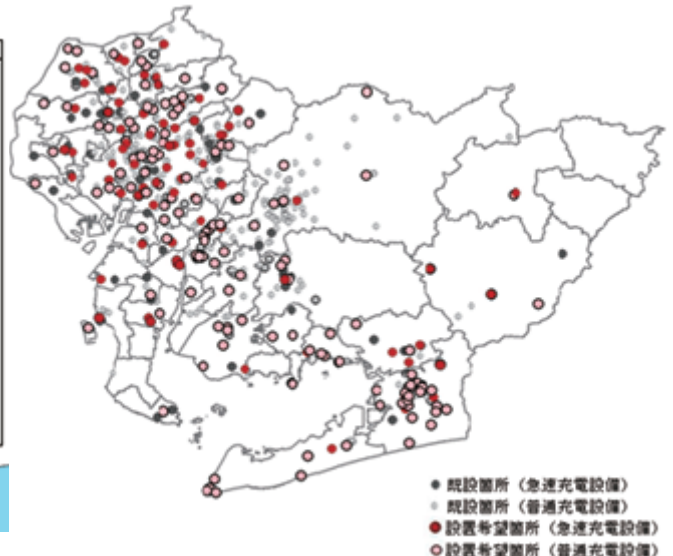 既設箇所（急速充電設備）
既設箇所（普通充電設備）
設置希望箇所（急速充電設備）
設置希望箇所（普通充電設備）